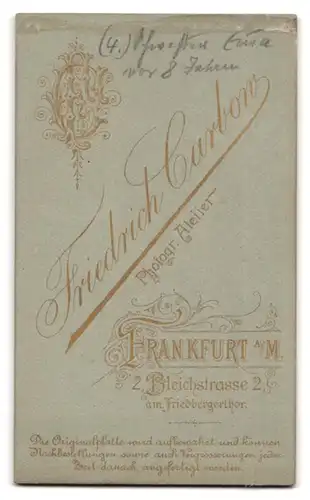 (4.) Schwester Erna
vor 8 Jahren
Friedrich Curbow
Photogr. Atelier
FRANKFURT A/M.
2, Bleichstrasse 2,
am Friedbergerthor.
Die Originalplatte wird aufbewahrt und können
Nachbestellungen sowie auch Vergrösserungen jeder
Zeit danach angefertigt werden.